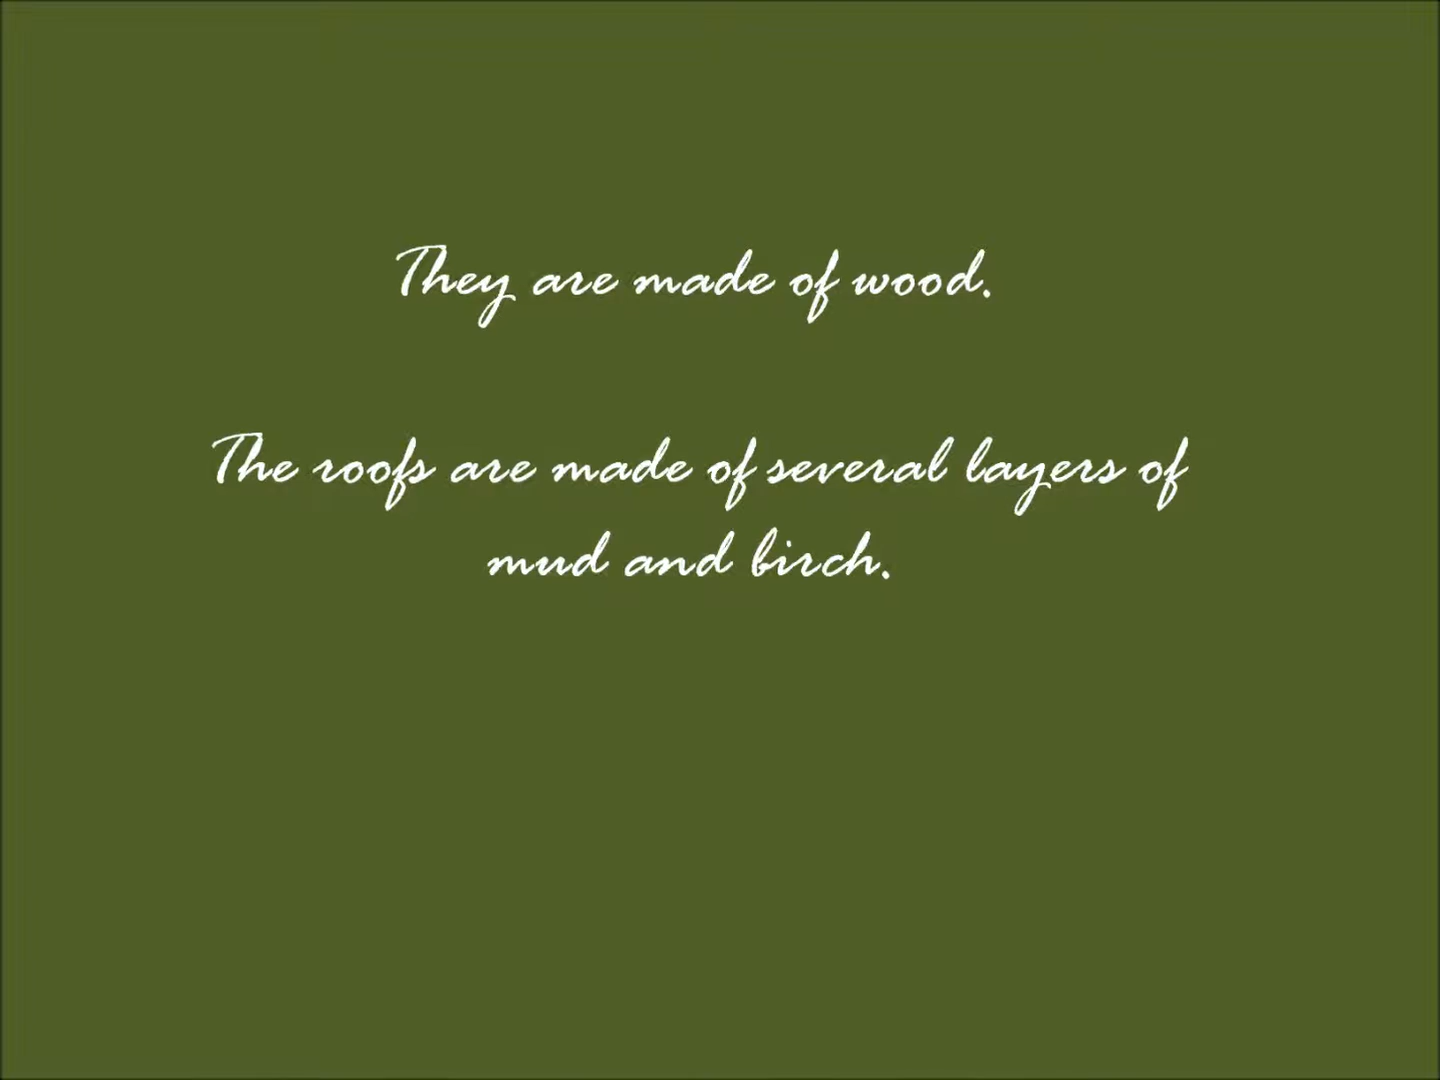 They are made of wood.
The roofs are made of several layers of
mud and birch.